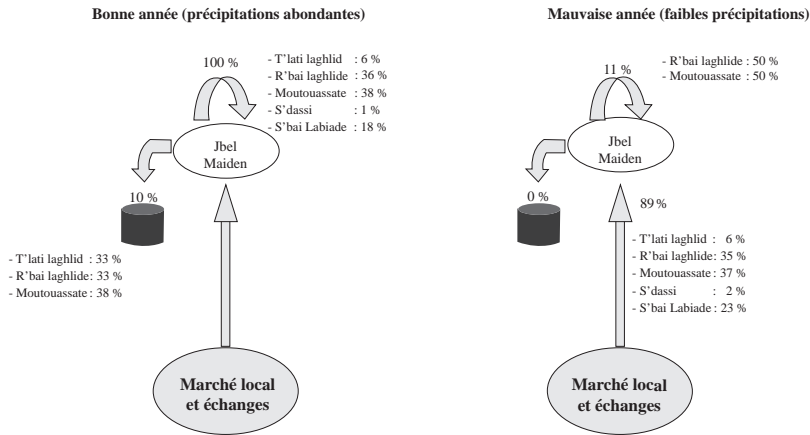 Bonne année (précipitations abondantes)
100 %
- T’lati laghlid : 6 %
- R’bai laghlide : 36 %
- Moutouassate : 38 %
- S’dassi : 1 %
- S’bai Labiade : 18 %
Jbel
Maiden
10 %
- T’lati laghlid : 33 %
- R’bai laghlide : 33 %
- Moutouassate : 38 %
Marché local
et échanges
Mauvaise année (faibles précipitations)
11 %
- R’bai laghlide : 50 %
- Moutouassate : 50 %
Jbel
Maiden
0 %
89 %
- T’lati laghlid : 6 %
- R’bai laghlide : 35 %
- Moutouassate : 37 %
- S’dassi : 2 %
- S’bai Labiade : 23 %
Marché local
et échanges